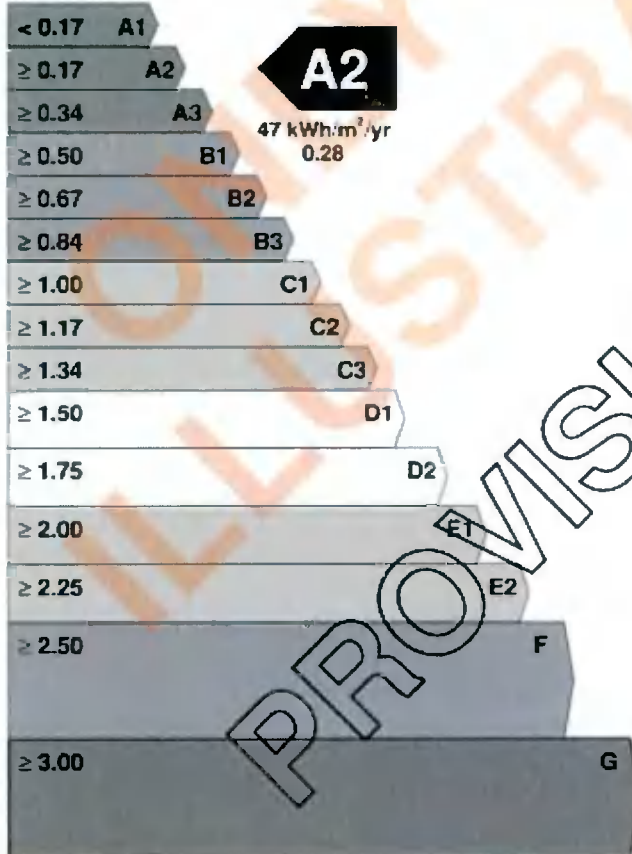 < 0.17 A1
≥ 0.17 A2
≥ 0.34 A3
≥ 0.50 B1
≥ 0.67 B2
≥ 0.84 B3
≥ 1.00 C1
≥ 1.17 C2
≥ 1.34 C3
≥ 1.50 D1
≥ 1.75 D2
≥ 2.00 E1
≥ 2.25 E2
≥ 2.50 F
≥ 3.00 G
A2
47 kWh/m²/yr
0.28
ONLY
ILLUSTRA
PROVISI